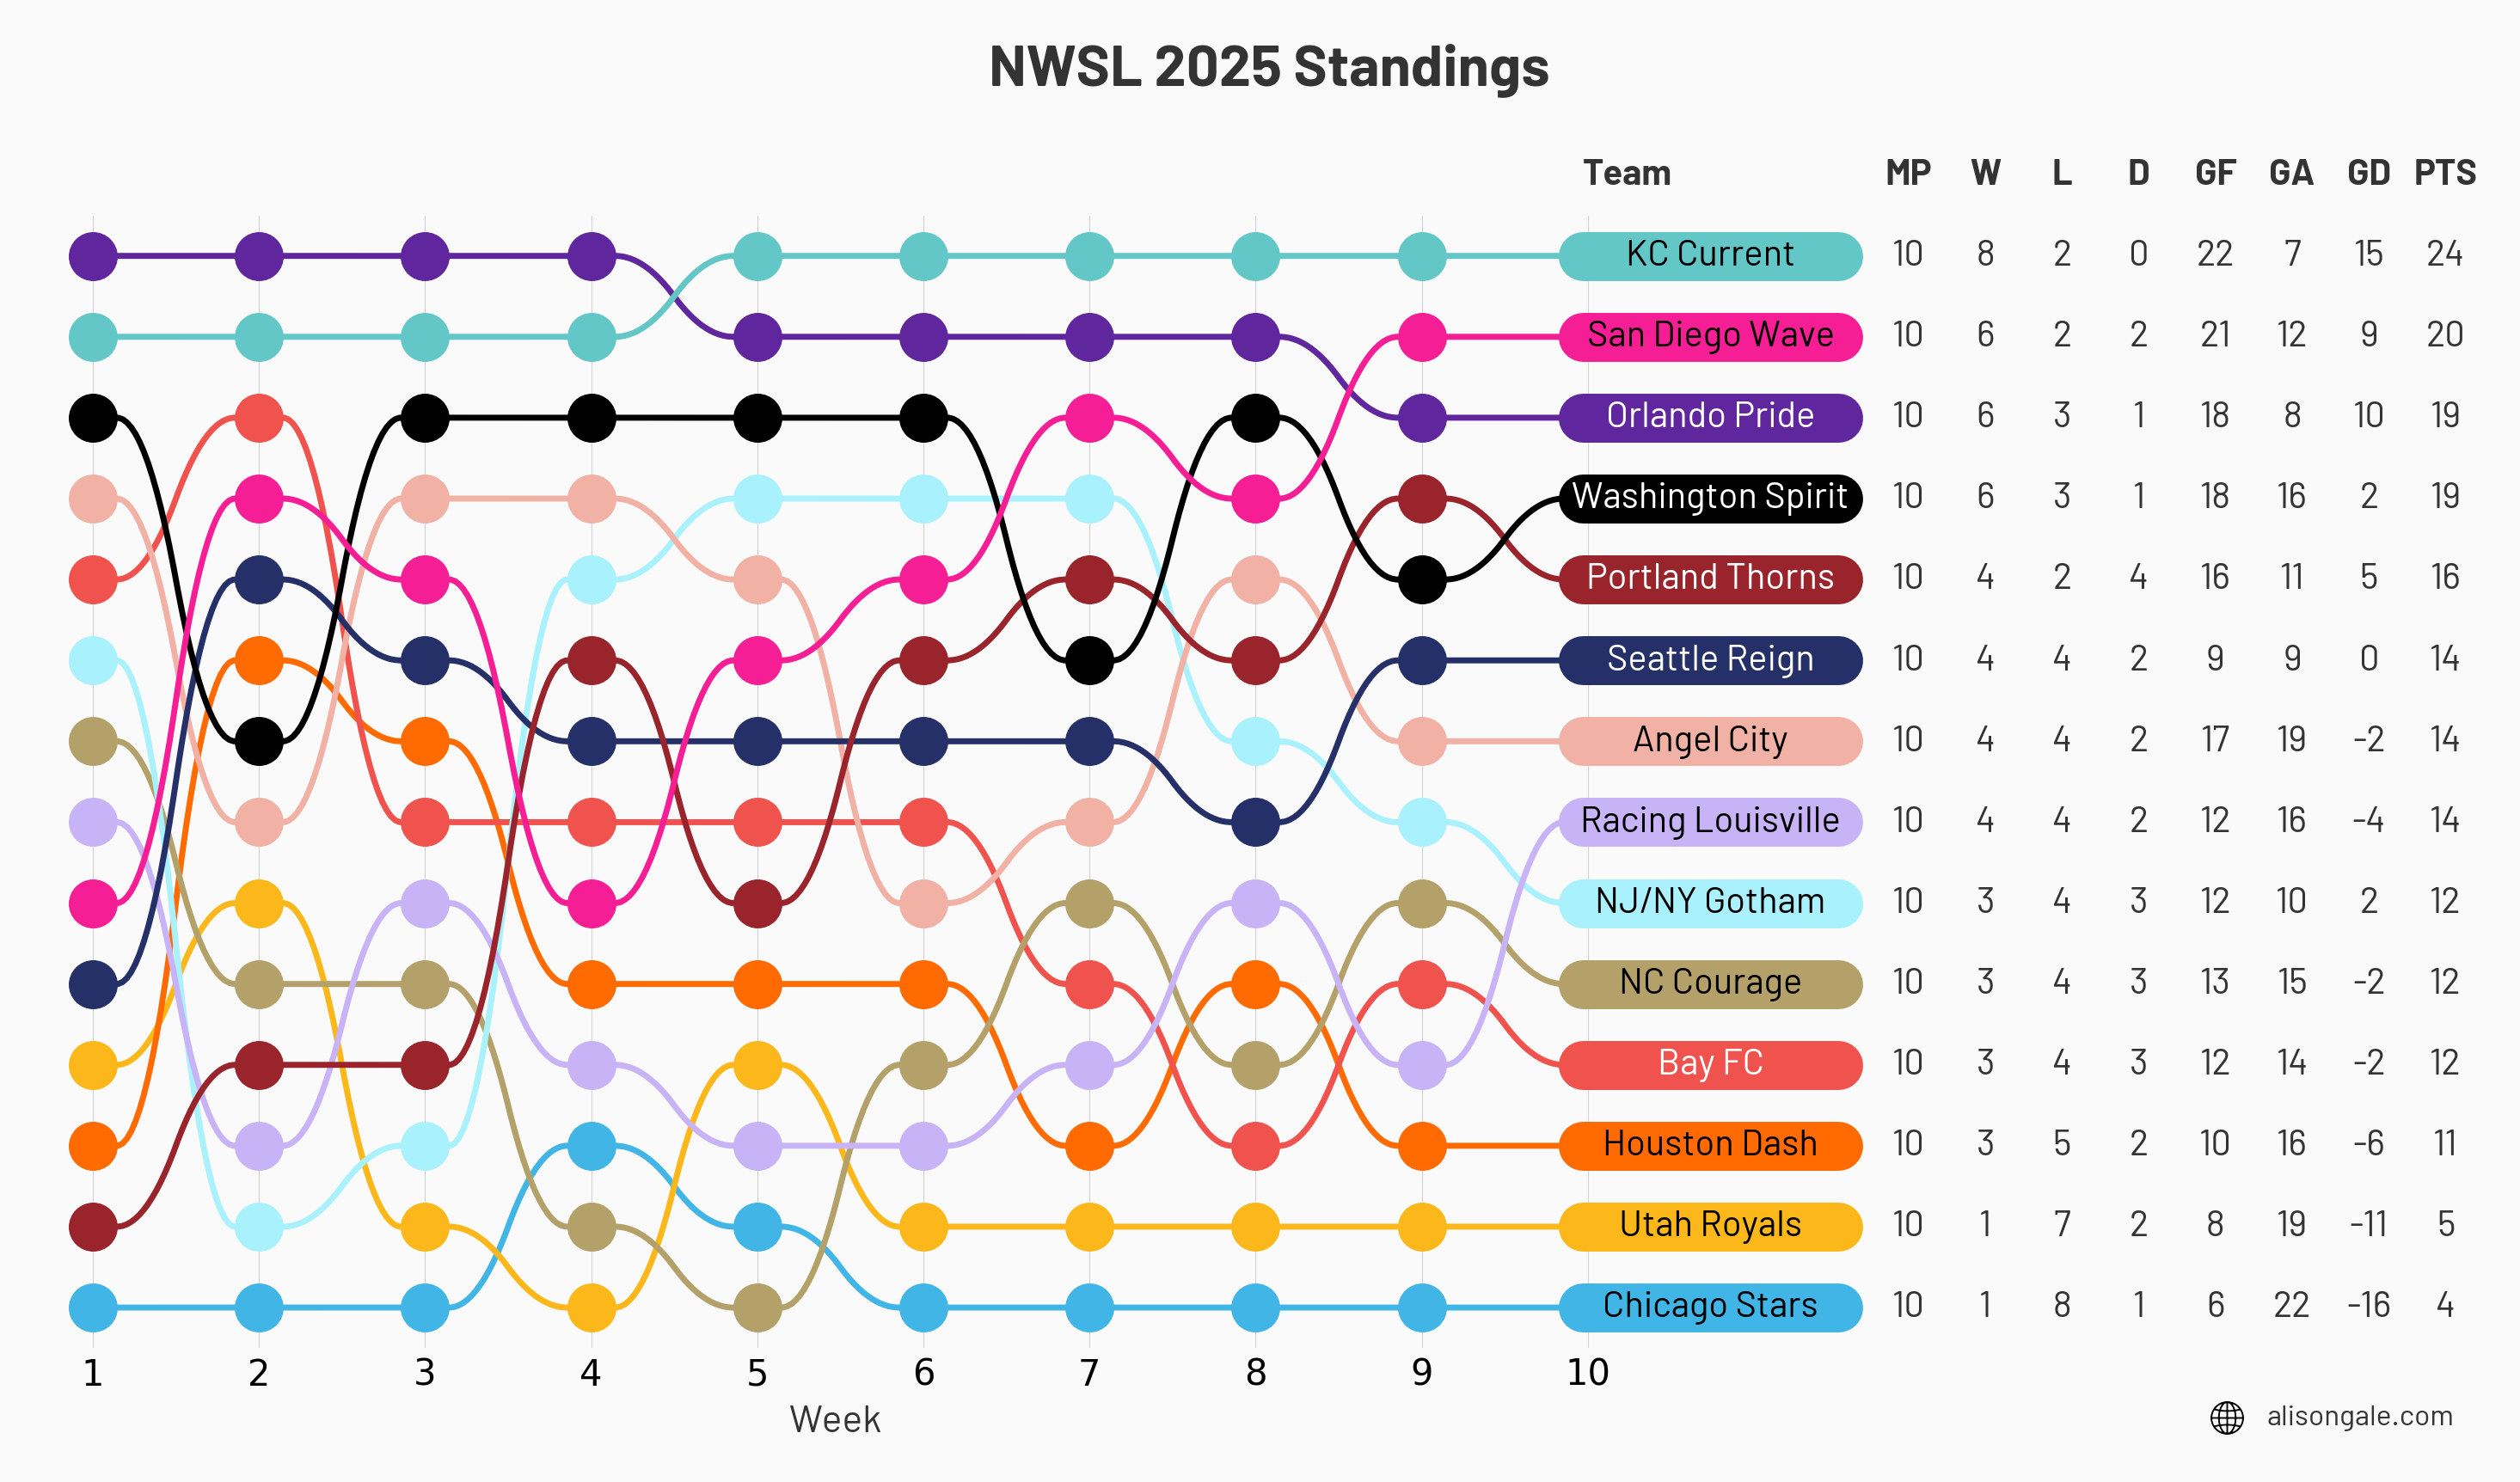 NWSL 2025 Standings
Team MP W L D GF GA GD PTS
KC Current 10 8 2 0 22 7 15 24
San Diego Wave 10 6 2 2 21 12 9 20
Orlando Pride 10 6 3 1 18 8 10 19
Washington Spirit 10 6 3 1 18 16 2 19
Portland Thorns 10 4 2 4 16 11 5 16
Seattle Reign 10 4 4 2 9 9 0 14
Angel City 10 4 4 2 17 19 -2 14
Racing Louisville 10 4 4 2 12 16 -4 14
NJ/NY Gotham 10 3 4 3 12 10 2 12
NC Courage 10 3 4 3 13 15 -2 12
Bay FC 10 3 4 3 12 14 -2 12
Houston Dash 10 3 5 2 10 16 -6 11
Utah Royals 10 1 7 2 8 19 -11 5
Chicago Stars 10 1 8 1 6 22 -16 4
1 2 3 4 5 6 7 8 9 10
Week
alisongale.com